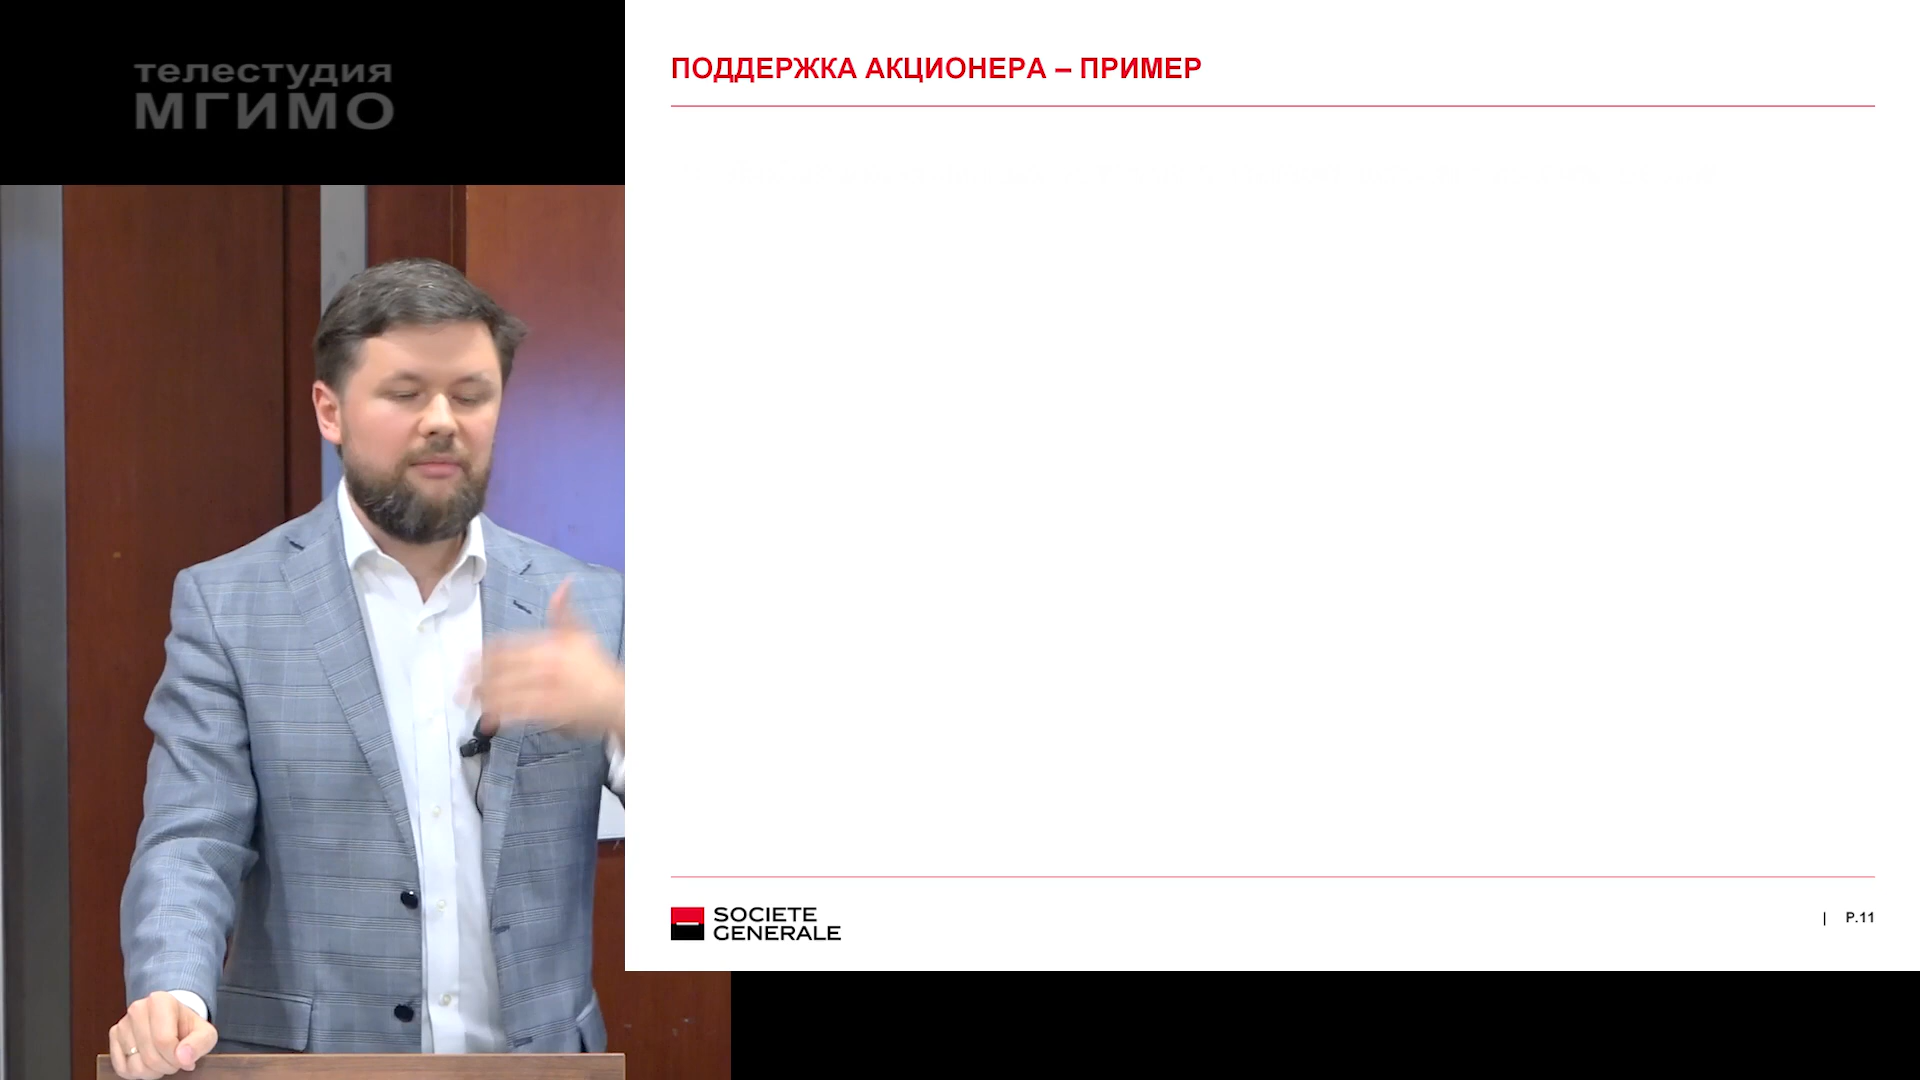 телестудия
МГИМО
ПОДДЕРЖКА АКЦИОНЕРА – ПРИМЕР
SOCIETE
GENERALE
| P.11